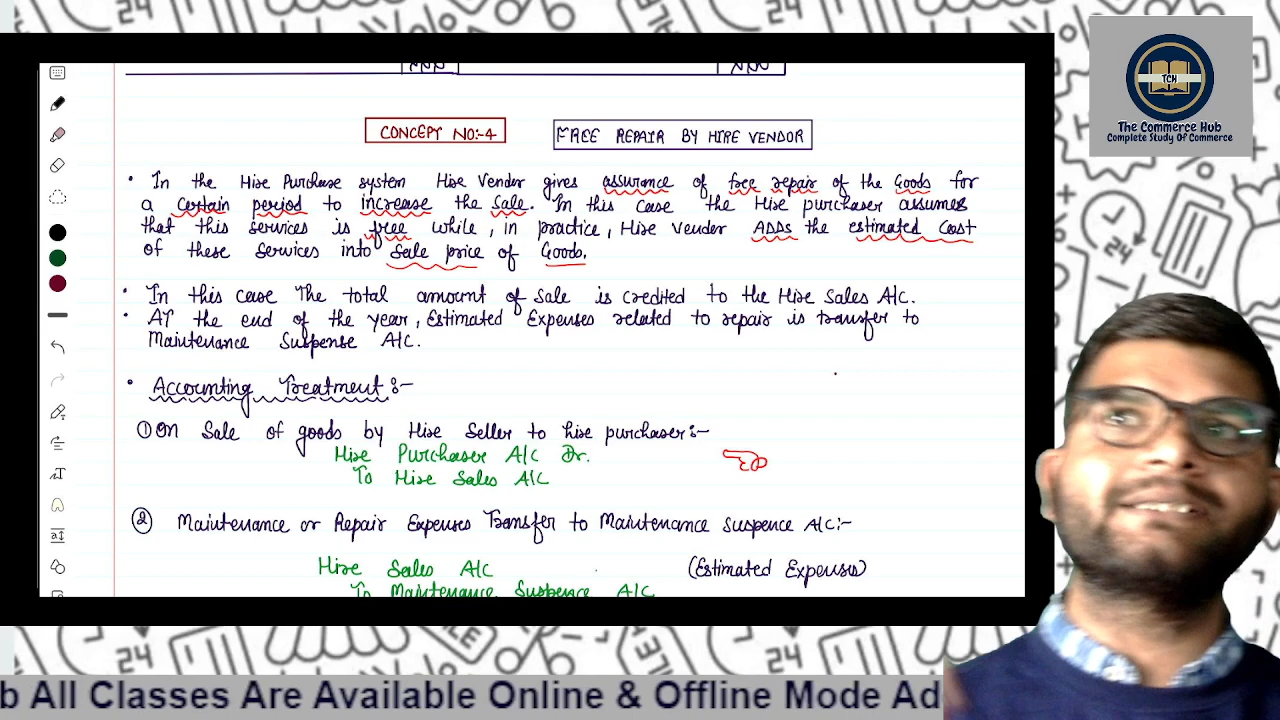 CONCEPT NO:-4
FREE REPAIR BY HIRE VENDOR
• In the Hire Purchase system Hire Vendor gives assurance of free repair of the Goods for
a certain period to increase the Sale. In this case the Hire purchaser assumes
that this services is free while, in practice, Hire Vendor ADDs the estimated Cost
of these Services into Sale price of Goods.
• In this case The total amount of Sale is credited to the Hire Sales A/C.
• AT the end of the year, Estimated Expenses related to repair is transfer to
Maintenance Suspense A/C.
• Accounting Treatment:-
① On Sale of goods by Hire Seller to hire purchaser:-
Hire Purchaser A/C Dr.
To Hire Sales A/C
② Maintenance or Repair Expenses Transfer to Maintenance Suspence A/C:-
Hire Sales A/C (Estimated Expenses)
To Maintenance Suspence A/C
TCH
The Commerce Hub
Complete Study Of Commerce
b All Classes Are Available Online & Offline Mode Ad